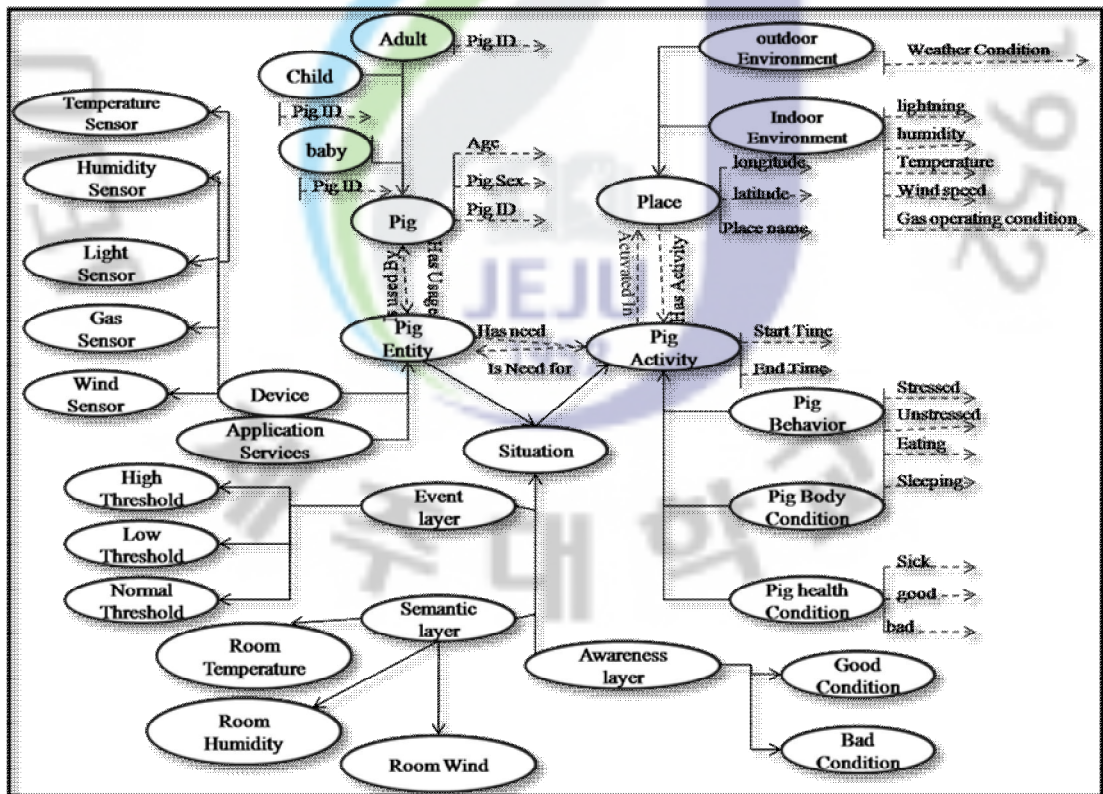 Adult
Pig ID
Child
Pig ID
baby
Pig ID
Pig
Age
Pig Sex
Pig ID
Temperature
Sensor
Humidity
Sensor
Light
Sensor
Gas
Sensor
Wind
Sensor
Device
Application
Services
used By
Has Usage
Pig
Entity
Has need
Is Need for
outdoor
Environment
Weather Condition
Indoor
Environment
lightning
humidity
Temperature
Wind speed
Gas operating condition
Place
longitude
latitude
Place name
Activated In
Has Activity
Pig
Activity
Start Time
End Time
Pig
Behavior
Stressed
Unstressed
Eating
Sleeping
Pig Body
Condition
Pig health
Condition
Sick
good
bad
Situation
Event
layer
High
Threshold
Low
Threshold
Normal
Threshold
Semantic
layer
Room
Temperature
Room
Humidity
Room Wind
Awareness
layer
Good
Condition
Bad
Condition
JEJU
1952
1952
대